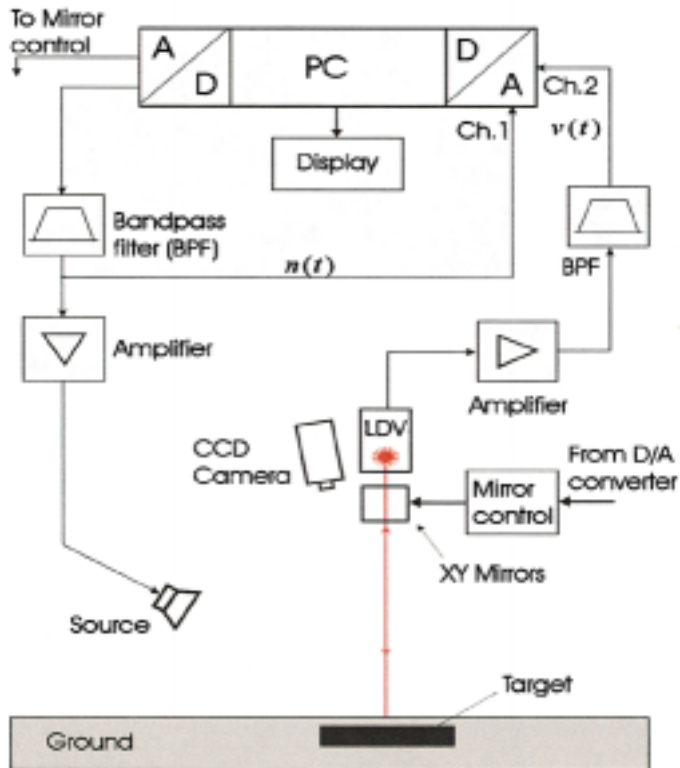 To Mirror
control
A
D
PC
D
A
Ch.2
Ch.1
v(t)
Display
Bandpass
filter (BPF)
BPF
n(t)
Amplifier
Amplifier
LDV
CCD
Camera
From D/A
converter
Mirror
control
XY Mirrors
Source
Target
Ground